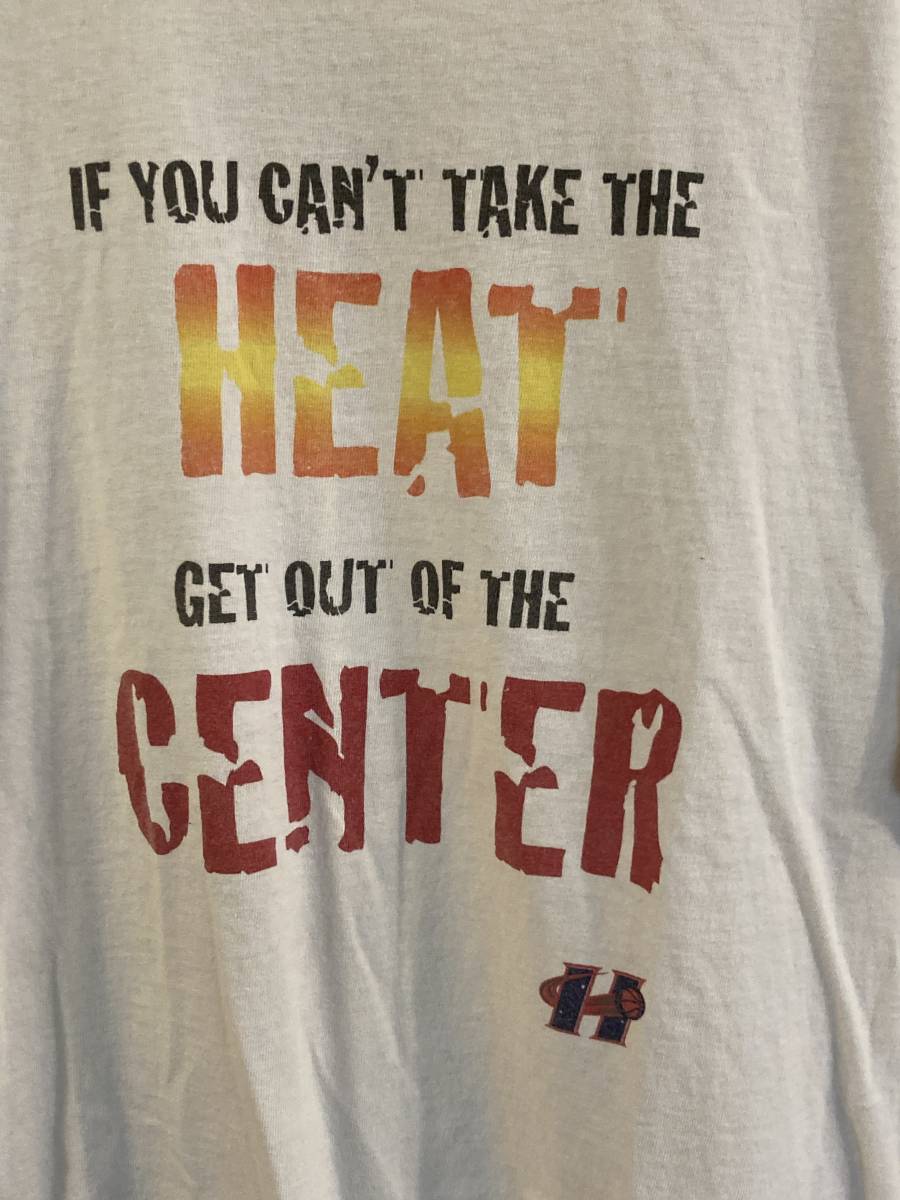 IF YOU CAN'T TAKE THE
HEAT
GET OUT OF THE
CENTER
H